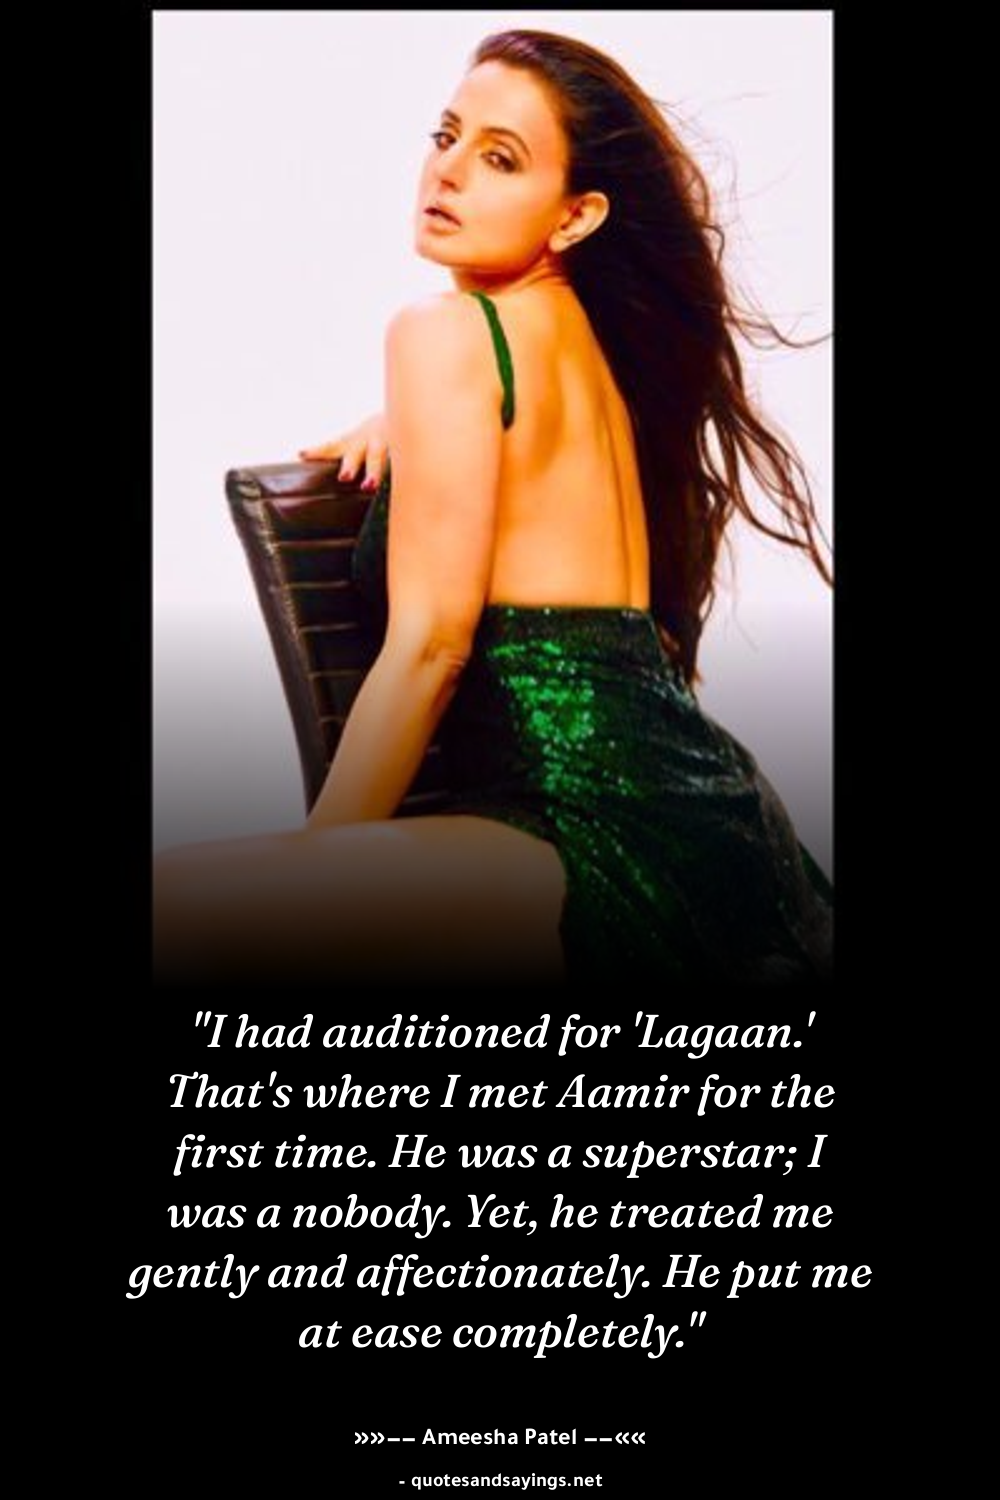 "I had auditioned for 'Lagaan.'
That's where I met Aamir for the
first time. He was a superstar; I
was a nobody. Yet, he treated me
gently and affectionately. He put me
at ease completely."
»»−− Ameesha Patel −−««
- quotesandsayings.net